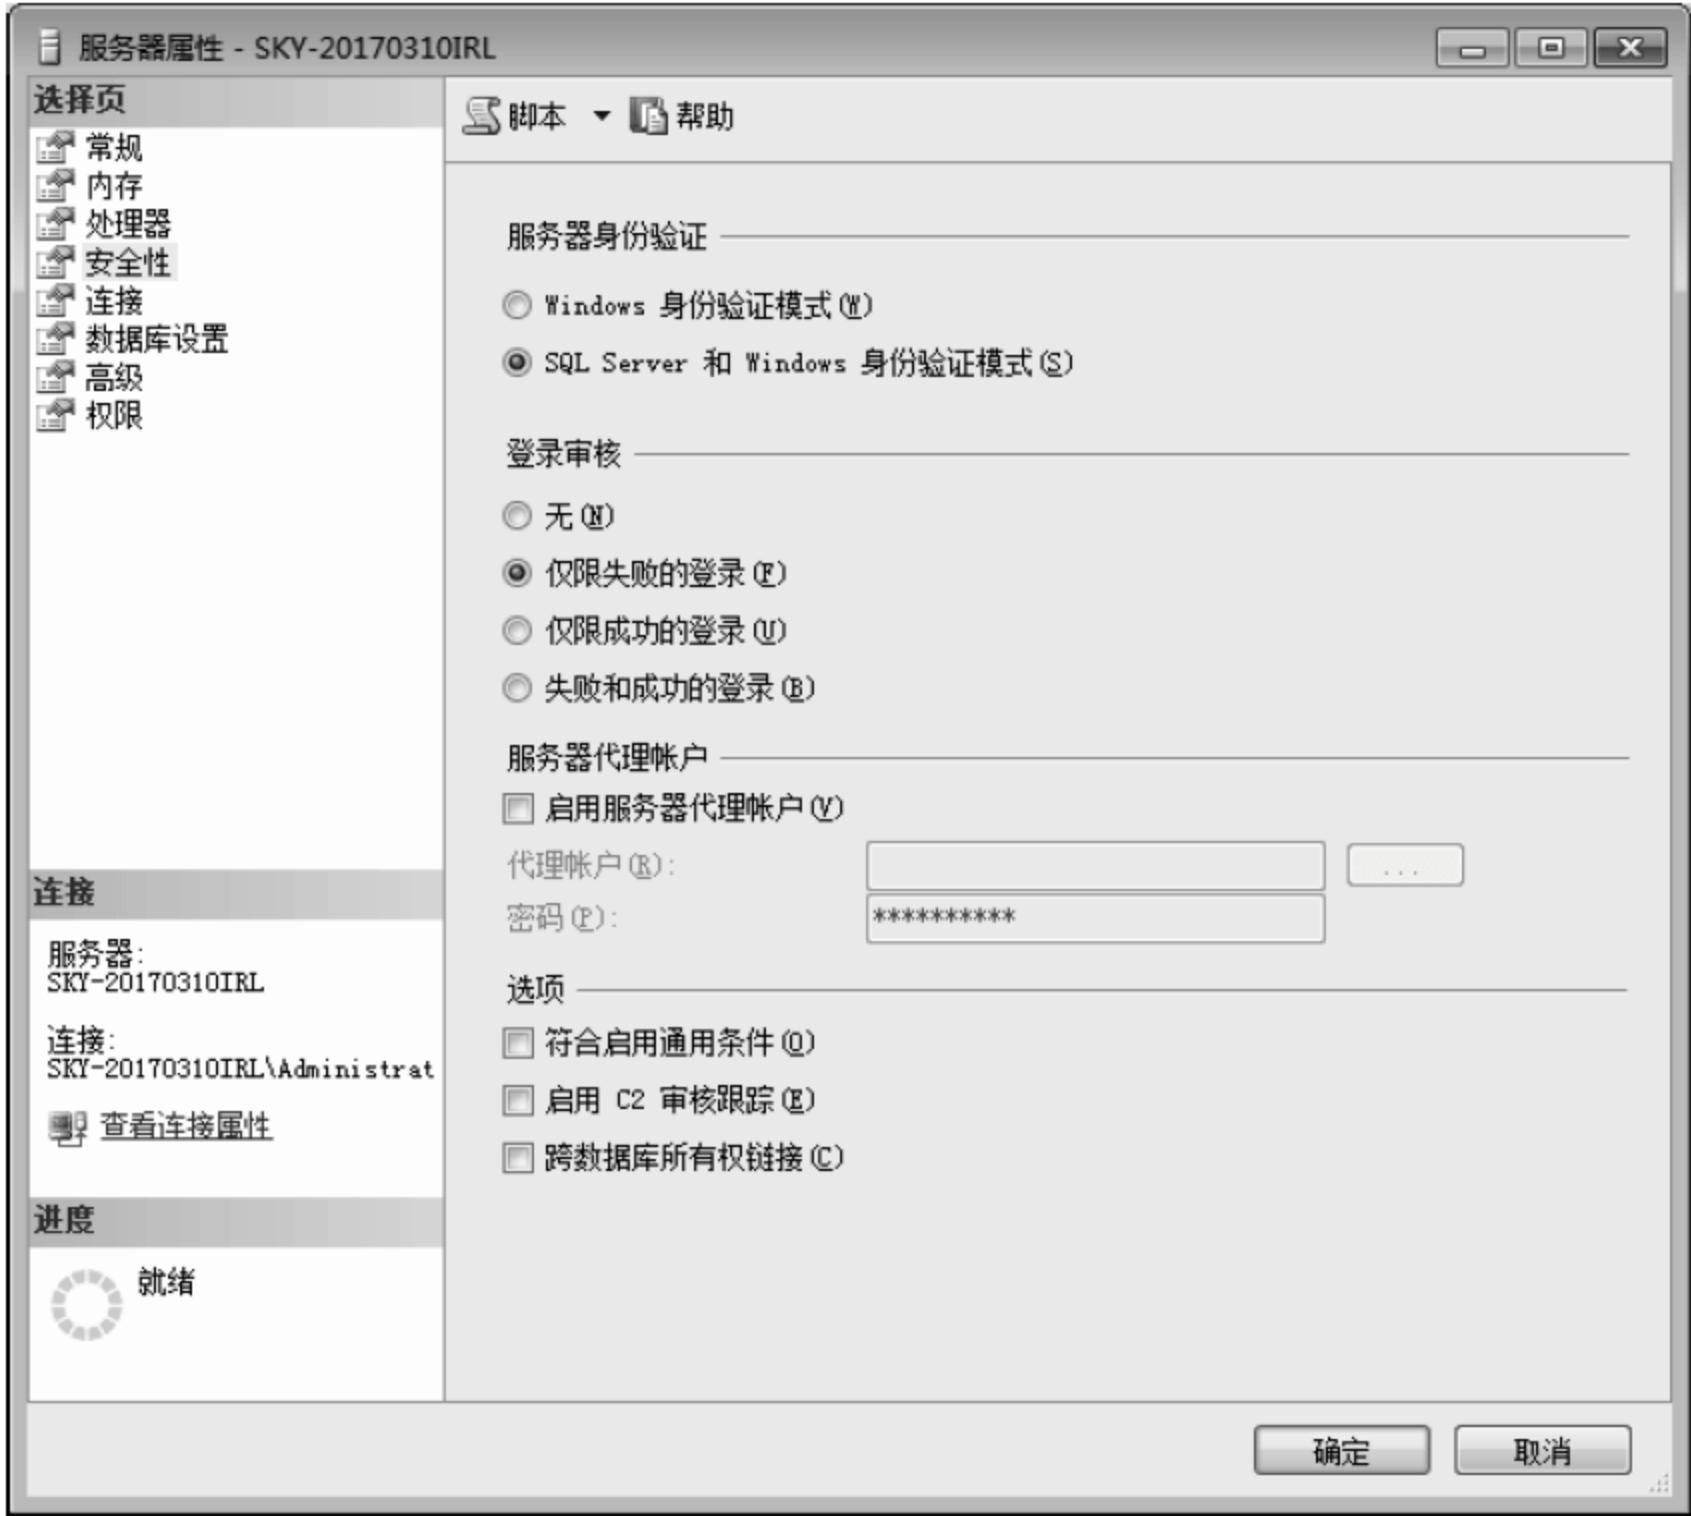 服务器属性 - SKY-20170310IRL
选择页
常规
内存
处理器
安全性
连接
数据库设置
高级
权限
连接
服务器:
SKY-20170310IRL
连接:
SKY-20170310IRL\Administrat
查看连接属性
进度
就绪
脚本 帮助
服务器身份验证
Windows 身份验证模式(W)
SQL Server 和 Windows 身份验证模式(S)
登录审核
无(N)
仅限失败的登录(F)
仅限成功的登录(U)
失败和成功的登录(B)
服务器代理帐户
启用服务器代理帐户(V)
代理帐户(R): ...
密码(P): **********
选项
符合启用通用条件(O)
启用 C2 审核跟踪(E)
跨数据库所有权链接(C)
确定 取消